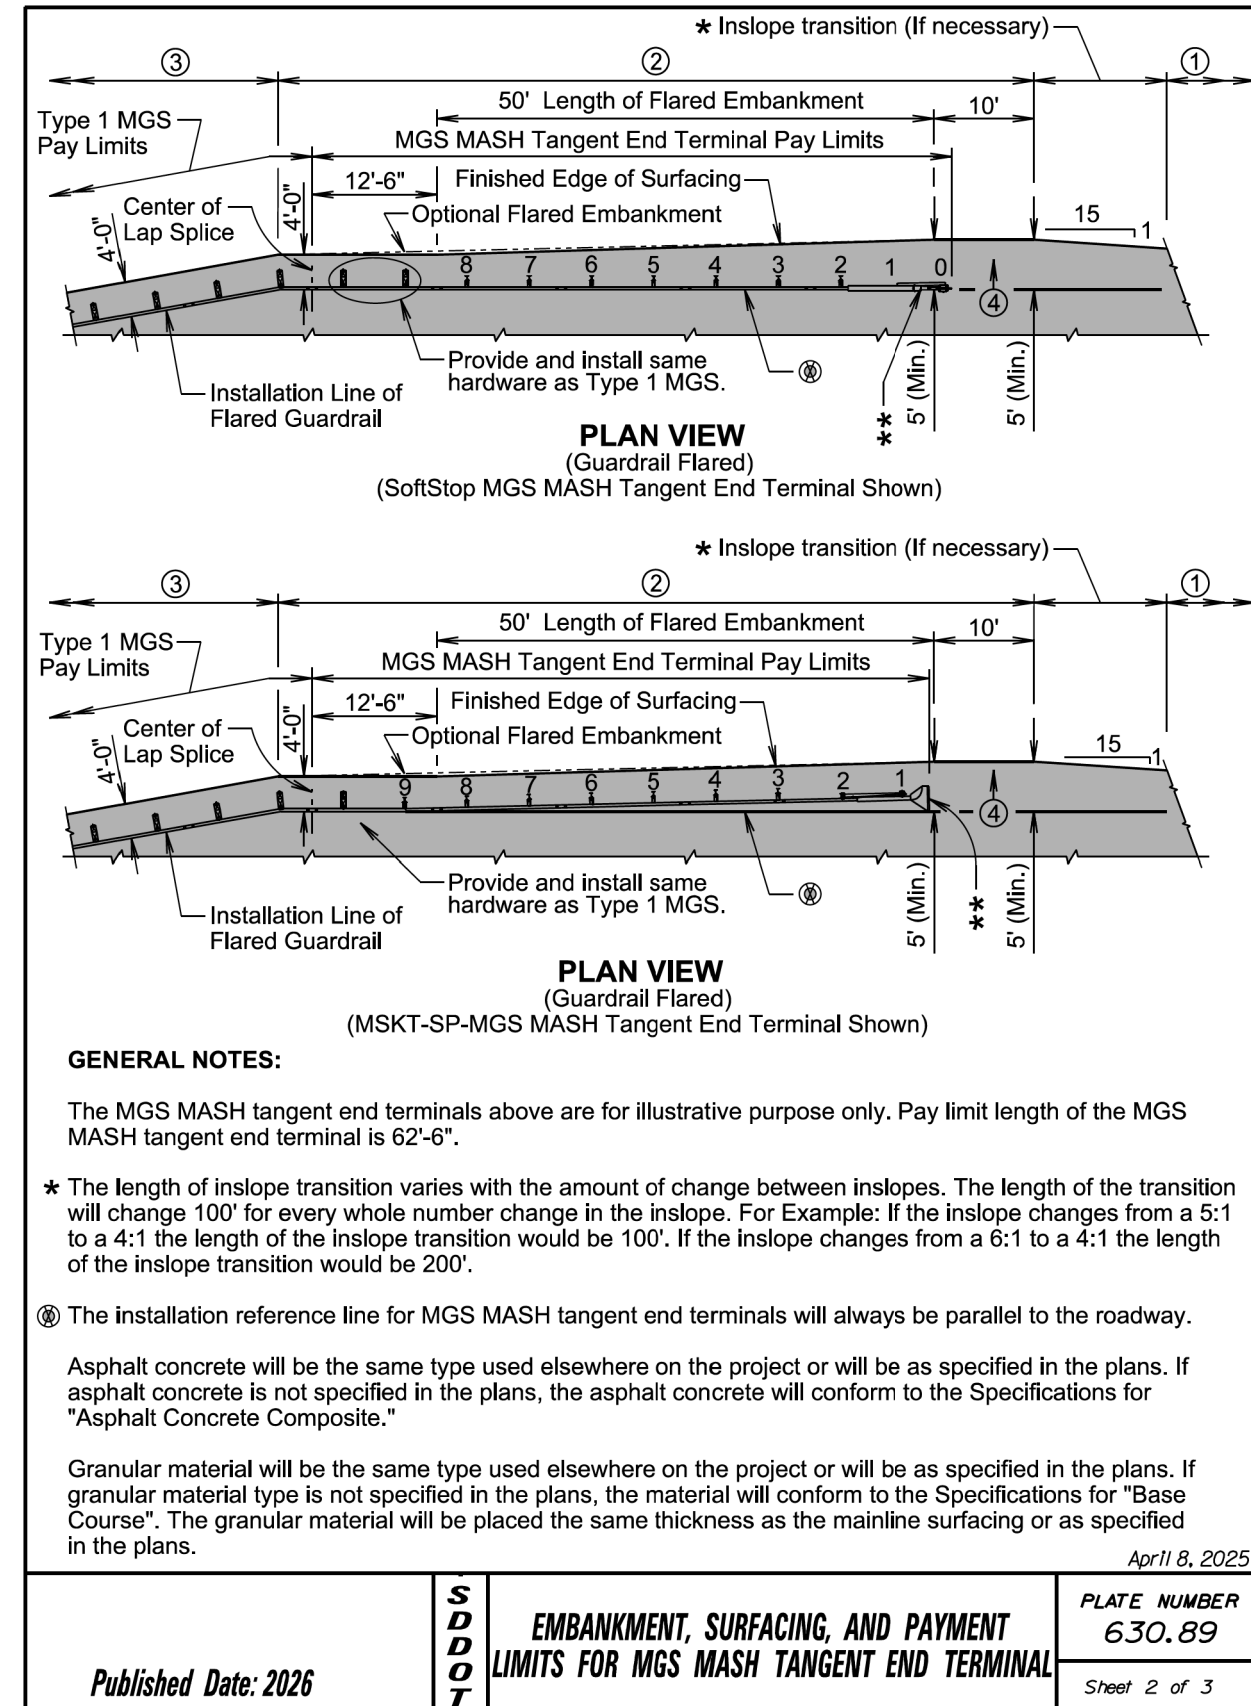 * Inslope transition (If necessary)
③ ② ①
50' Length of Flared Embankment 10'
Type 1 MGS
Pay Limits
MGS MASH Tangent End Terminal Pay Limits
12'-6" Finished Edge of Surfacing
Center of
Lap Splice
4'-0" 4'-0"
Optional Flared Embankment
15 1
8 7 6 5 4 3 2 1 0
④
Provide and install same
hardware as Type 1 MGS.
Installation Line of
Flared Guardrail
** 5' (Min.) 5' (Min.)
PLAN VIEW
(Guardrail Flared)
(SoftStop MGS MASH Tangent End Terminal Shown)
* Inslope transition (If necessary)
③ ② ①
50' Length of Flared Embankment 10'
Type 1 MGS
Pay Limits
MGS MASH Tangent End Terminal Pay Limits
12'-6" Finished Edge of Surfacing
Center of
Lap Splice
4'-0" 4'-0"
Optional Flared Embankment
15 1
9 8 7 6 5 4 3 2 1
④
Provide and install same
hardware as Type 1 MGS.
Installation Line of
Flared Guardrail
5' (Min.) ** 5' (Min.)
PLAN VIEW
(Guardrail Flared)
(MSKT-SP-MGS MASH Tangent End Terminal Shown)
GENERAL NOTES:
The MGS MASH tangent end terminals above are for illustrative purpose only. Pay limit length of the MGS
MASH tangent end terminal is 62'-6".
* The length of inslope transition varies with the amount of change between inslopes. The length of the transition
will change 100' for every whole number change in the inslope. For Example: If the inslope changes from a 5:1
to a 4:1 the length of the inslope transition would be 100'. If the inslope changes from a 6:1 to a 4:1 the length
of the inslope transition would be 200'.
The installation reference line for MGS MASH tangent end terminals will always be parallel to the roadway.
Asphalt concrete will be the same type used elsewhere on the project or will be as specified in the plans. If
asphalt concrete is not specified in the plans, the asphalt concrete will conform to the Specifications for
"Asphalt Concrete Composite."
Granular material will be the same type used elsewhere on the project or will be as specified in the plans. If
granular material type is not specified in the plans, the material will conform to the Specifications for "Base
Course". The granular material will be placed the same thickness as the mainline surfacing or as specified
in the plans.
April 8, 2025
Published Date: 2026
S
D
D
O
T
EMBANKMENT, SURFACING, AND PAYMENT
LIMITS FOR MGS MASH TANGENT END TERMINAL
PLATE NUMBER
630.89
Sheet 2 of 3